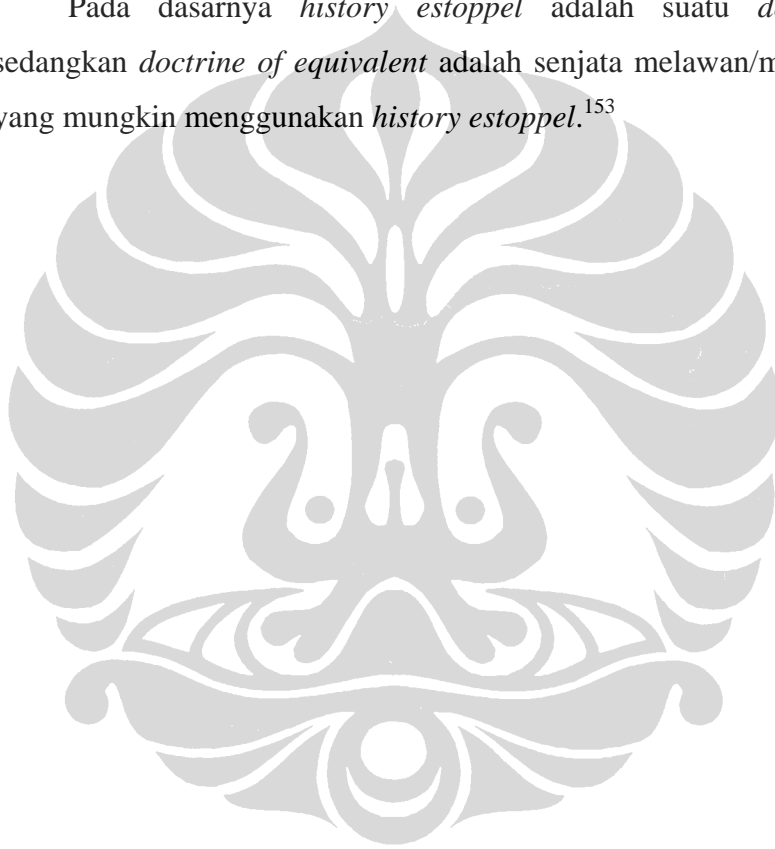 Pada dasarnya history estoppel adalah suatu
sedangkan doctrine of equivalent adalah senjata melawan/
yang mungkin menggunakan history estoppel.153